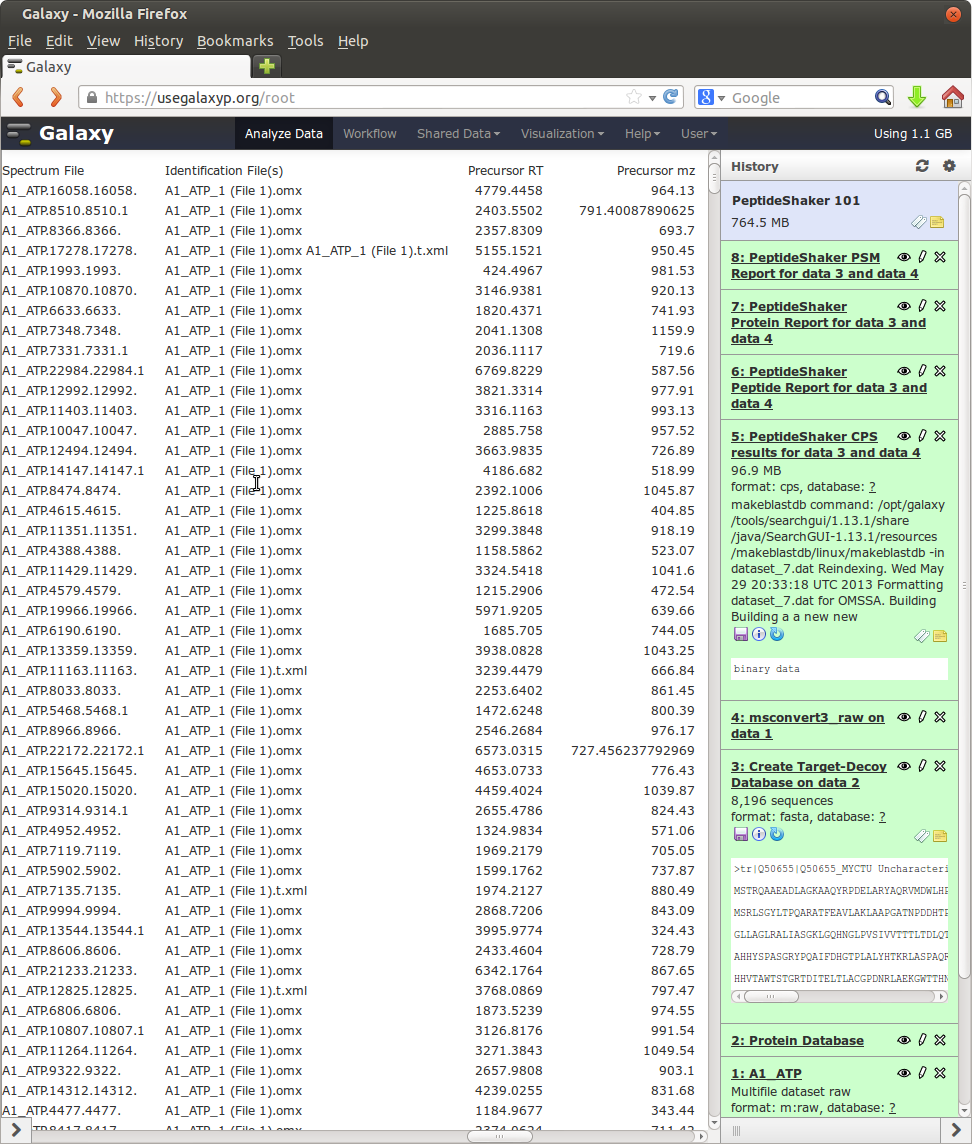 Galaxy - Mozilla Firefox
File Edit View History Bookmarks Tools Help
Galaxy
https://usegalaxyp.org/root
Google
Galaxy Analyze Data Workflow Shared Data Visualization Help User Using 1.1 GB
Spectrum File Identification File(s) Precursor RT Precursor mz
A1_ATP.16058.16058. A1_ATP_1 (File 1).omx 4779.4458 964.13
A1_ATP.8510.8510.1 A1_ATP_1 (File 1).omx 2403.5502 791.40087890625
A1_ATP.8366.8366. A1_ATP_1 (File 1).omx 2357.8309 693.7
A1_ATP.17278.17278. A1_ATP_1 (File 1).omx A1_ATP_1 (File 1).t.xml 5155.1521 950.45
A1_ATP.1993.1993. A1_ATP_1 (File 1).omx 424.4967 981.53
A1_ATP.10870.10870. A1_ATP_1 (File 1).omx 3146.9381 920.13
A1_ATP.6633.6633. A1_ATP_1 (File 1).omx 1820.4371 741.93
A1_ATP.7348.7348. A1_ATP_1 (File 1).omx 2041.1308 1159.9
A1_ATP.7331.7331.1 A1_ATP_1 (File 1).omx 2036.1117 719.6
A1_ATP.22984.22984.1 A1_ATP_1 (File 1).omx 6769.8229 587.56
A1_ATP.12992.12992. A1_ATP_1 (File 1).omx 3821.3314 977.91
A1_ATP.11403.11403. A1_ATP_1 (File 1).omx 3316.1163 993.13
A1_ATP.10047.10047. A1_ATP_1 (File 1).omx 2885.758 957.52
A1_ATP.12494.12494. A1_ATP_1 (File 1).omx 3663.9835 726.89
A1_ATP.14147.14147.1 A1_ATP_1 (File 1).omx 4186.682 518.99
A1_ATP.8474.8474. A1_ATP_1 (File 1).omx 2392.1006 1045.87
A1_ATP.4615.4615. A1_ATP_1 (File 1).omx 1225.8618 404.85
A1_ATP.11351.11351. A1_ATP_1 (File 1).omx 3299.3848 918.19
A1_ATP.4388.4388. A1_ATP_1 (File 1).omx 1158.5862 523.07
A1_ATP.11429.11429. A1_ATP_1 (File 1).omx 3324.5418 1041.6
A1_ATP.4579.4579. A1_ATP_1 (File 1).omx 1215.2906 472.54
A1_ATP.19966.19966. A1_ATP_1 (File 1).omx 5971.9205 639.66
A1_ATP.6190.6190. A1_ATP_1 (File 1).omx 1685.705 744.05
A1_ATP.13359.13359. A1_ATP_1 (File 1).omx 3938.0828 1043.25
A1_ATP.11163.11163. A1_ATP_1 (File 1).t.xml 3239.4479 666.84
A1_ATP.8033.8033. A1_ATP_1 (File 1).omx 2253.6402 861.45
A1_ATP.5468.5468.1 A1_ATP_1 (File 1).omx 1472.6248 800.39
A1_ATP.8966.8966. A1_ATP_1 (File 1).omx 2546.2684 976.17
A1_ATP.22172.22172.1 A1_ATP_1 (File 1).omx 6573.0315 727.456237792969
A1_ATP.15645.15645. A1_ATP_1 (File 1).omx 4653.0733 776.43
A1_ATP.15020.15020. A1_ATP_1 (File 1).omx 4459.4024 1039.87
A1_ATP.9314.9314.1 A1_ATP_1 (File 1).omx 2655.4786 824.43
A1_ATP.4952.4952. A1_ATP_1 (File 1).omx 1324.9834 571.06
A1_ATP.7119.7119. A1_ATP_1 (File 1).omx 1969.2179 705.05
A1_ATP.5902.5902. A1_ATP_1 (File 1).omx 1599.1762 737.87
A1_ATP.7135.7135. A1_ATP_1 (File 1).t.xml 1974.2127 880.49
A1_ATP.9994.9994. A1_ATP_1 (File 1).omx 2868.7206 843.09
A1_ATP.13544.13544.1 A1_ATP_1 (File 1).omx 3995.9774 324.43
A1_ATP.8606.8606. A1_ATP_1 (File 1).omx 2433.4604 728.79
A1_ATP.21233.21233. A1_ATP_1 (File 1).omx 6342.1764 867.65
A1_ATP.12825.12825. A1_ATP_1 (File 1).t.xml 3768.0869 797.47
A1_ATP.6806.6806. A1_ATP_1 (File 1).omx 1873.5239 974.55
A1_ATP.10807.10807.1 A1_ATP_1 (File 1).omx 3126.8176 991.54
A1_ATP.11264.11264. A1_ATP_1 (File 1).omx 3271.3843 1049.54
A1_ATP.9322.9322. A1_ATP_1 (File 1).omx 2657.9808 903.1
A1_ATP.14312.14312. A1_ATP_1 (File 1).omx 4239.0255 831.68
A1_ATP.4477.4477. A1_ATP_1 (File 1).omx 1184.9677 343.44
History
PeptideShaker 101
764.5 MB
8: PeptideShaker PSM
Report for data 3 and data 4
7: PeptideShaker
Protein Report for data 3 and
data 4
6: PeptideShaker
Peptide Report for data 3 and
data 4
5: PeptideShaker CPS
results for data 3 and data 4
96.9 MB
format: cps, database: ?
makeblastdb command: /opt/galaxy
/tools/searchgui/1.13.1/share
/java/SearchGUI-1.13.1/resources
/makeblastdb/linux/makeblastdb -in
dataset_7.dat Reindexing. Wed May
29 20:33:18 UTC 2013 Formatting
dataset_7.dat for OMSSA. Building
Building a a new new
binary data
4: msconvert3_raw on
data 1
3: Create Target-Decoy
Database on data 2
8,196 sequences
format: fasta, database: ?
>tr|Q50655|Q50655_MYCTU Uncharacteri
MSTRQAAEADLAGKAAQYRPDELARYAQRVMDWLHP
MSRLSGYLTPQARATFEAVLAKLAAPGATNPDDHTP
GLLAGLRALIASGKLGQHNGLPVSIVVTTTLTDLQT
AHHYSPASGRYPQAIFDHGTPLALYHTKRLASPAQR
HHVTAWTSTGRTDITELTLACGPDNRLAEKGWTTHN
2: Protein Database
1: A1_ATP
Multifile dataset raw
format: m:raw, database: ?